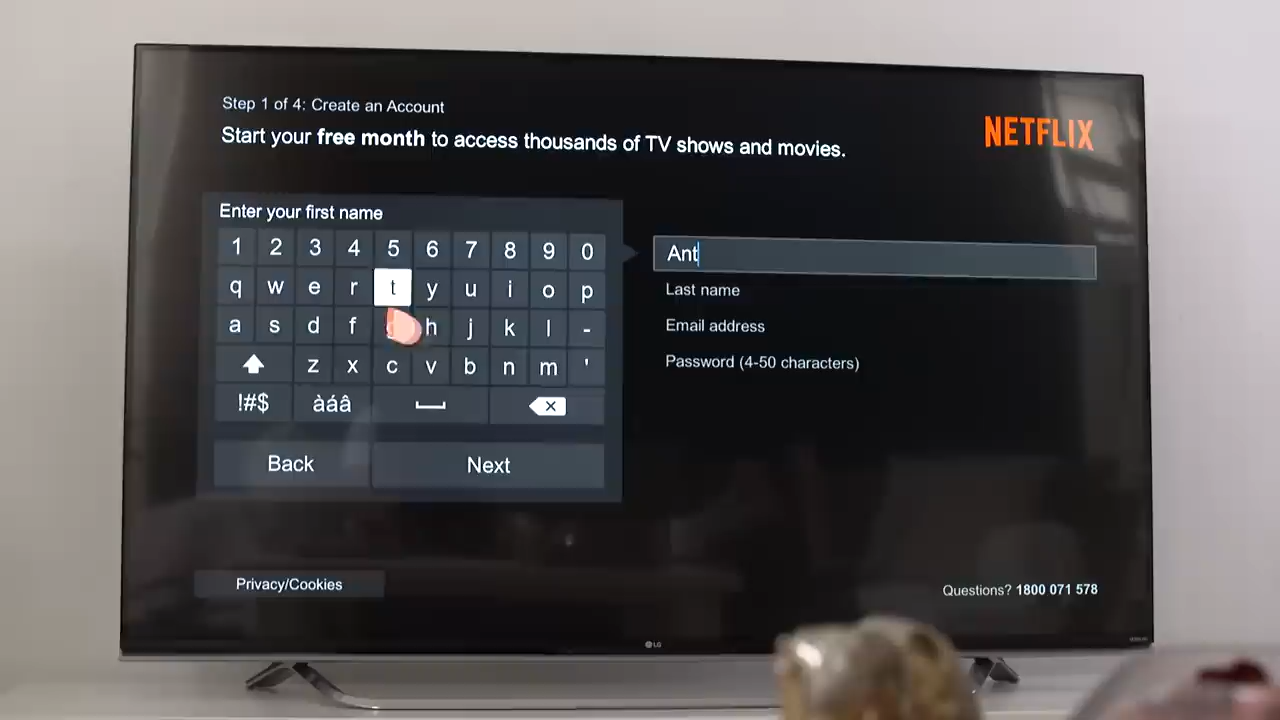 Step 1 of 4: Create an Account
Start your free month to access thousands of TV shows and movies.
NETFLIX
Enter your first name
1 2 3 4 5 6 7 8 9 0
q w e r t y u i o p
a s d f h j k l -
z x c v b n m '
!#$ àáâ
Back Next
Ant
Last name
Email address
Password (4-50 characters)
Privacy/Cookies
Questions? 1800 071 578
LG